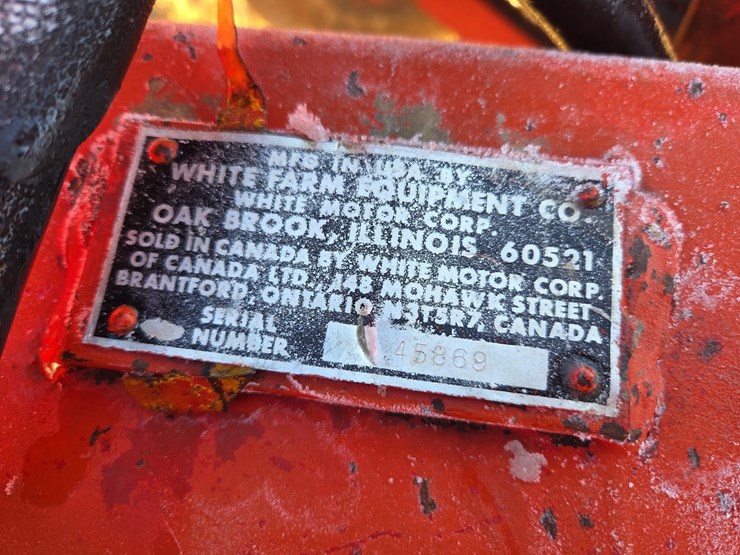 MFG. IN USA BY
WHITE FARM EQUIPMENT CO.
WHITE MOTOR CORP.
OAK BROOK, ILLINOIS 60521
SOLD IN CANADA BY WHITE MOTOR CORP.
OF CANADA LTD., 148 MOHAWK STREET
BRANTFORD, ONTARIO N3T5R7, CANADA
SERIAL
NUMBER 45869